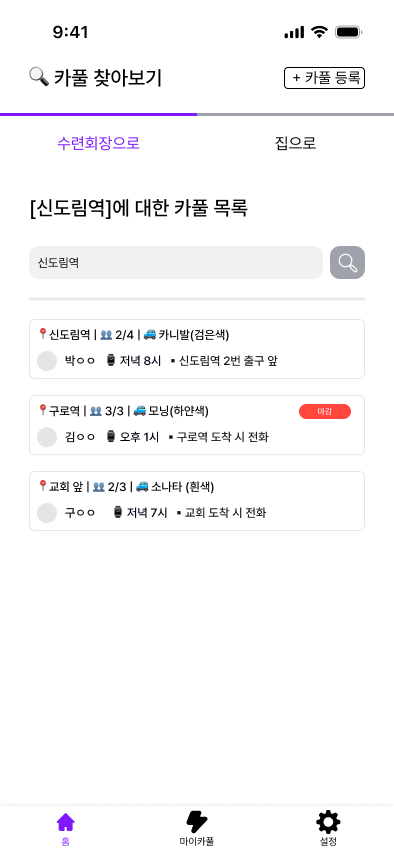 9:41
🔍 카풀 찾아보기
+ 카풀 등록
수련회장으로
집으로
[신도림역]에 대한 카풀 목록
신도림역
📍신도림역 | 👥 2/4 | 🚙 카니발(검은색)
박ㅇㅇ ⌚ 저녁 8시 ▪️신도림역 2번 출구 앞
📍구로역 | 👥 3/3 | 🚙 모닝(하얀색)
마감
김ㅇㅇ ⌚ 오후 1시 ▪️구로역 도착 시 전화
📍교회 앞 | 👥 2/3 | 🚙 소나타 (흰색)
구ㅇㅇ ⌚ 저녁 7시 ▪️교회 도착 시 전화
홈
마이카풀
설정